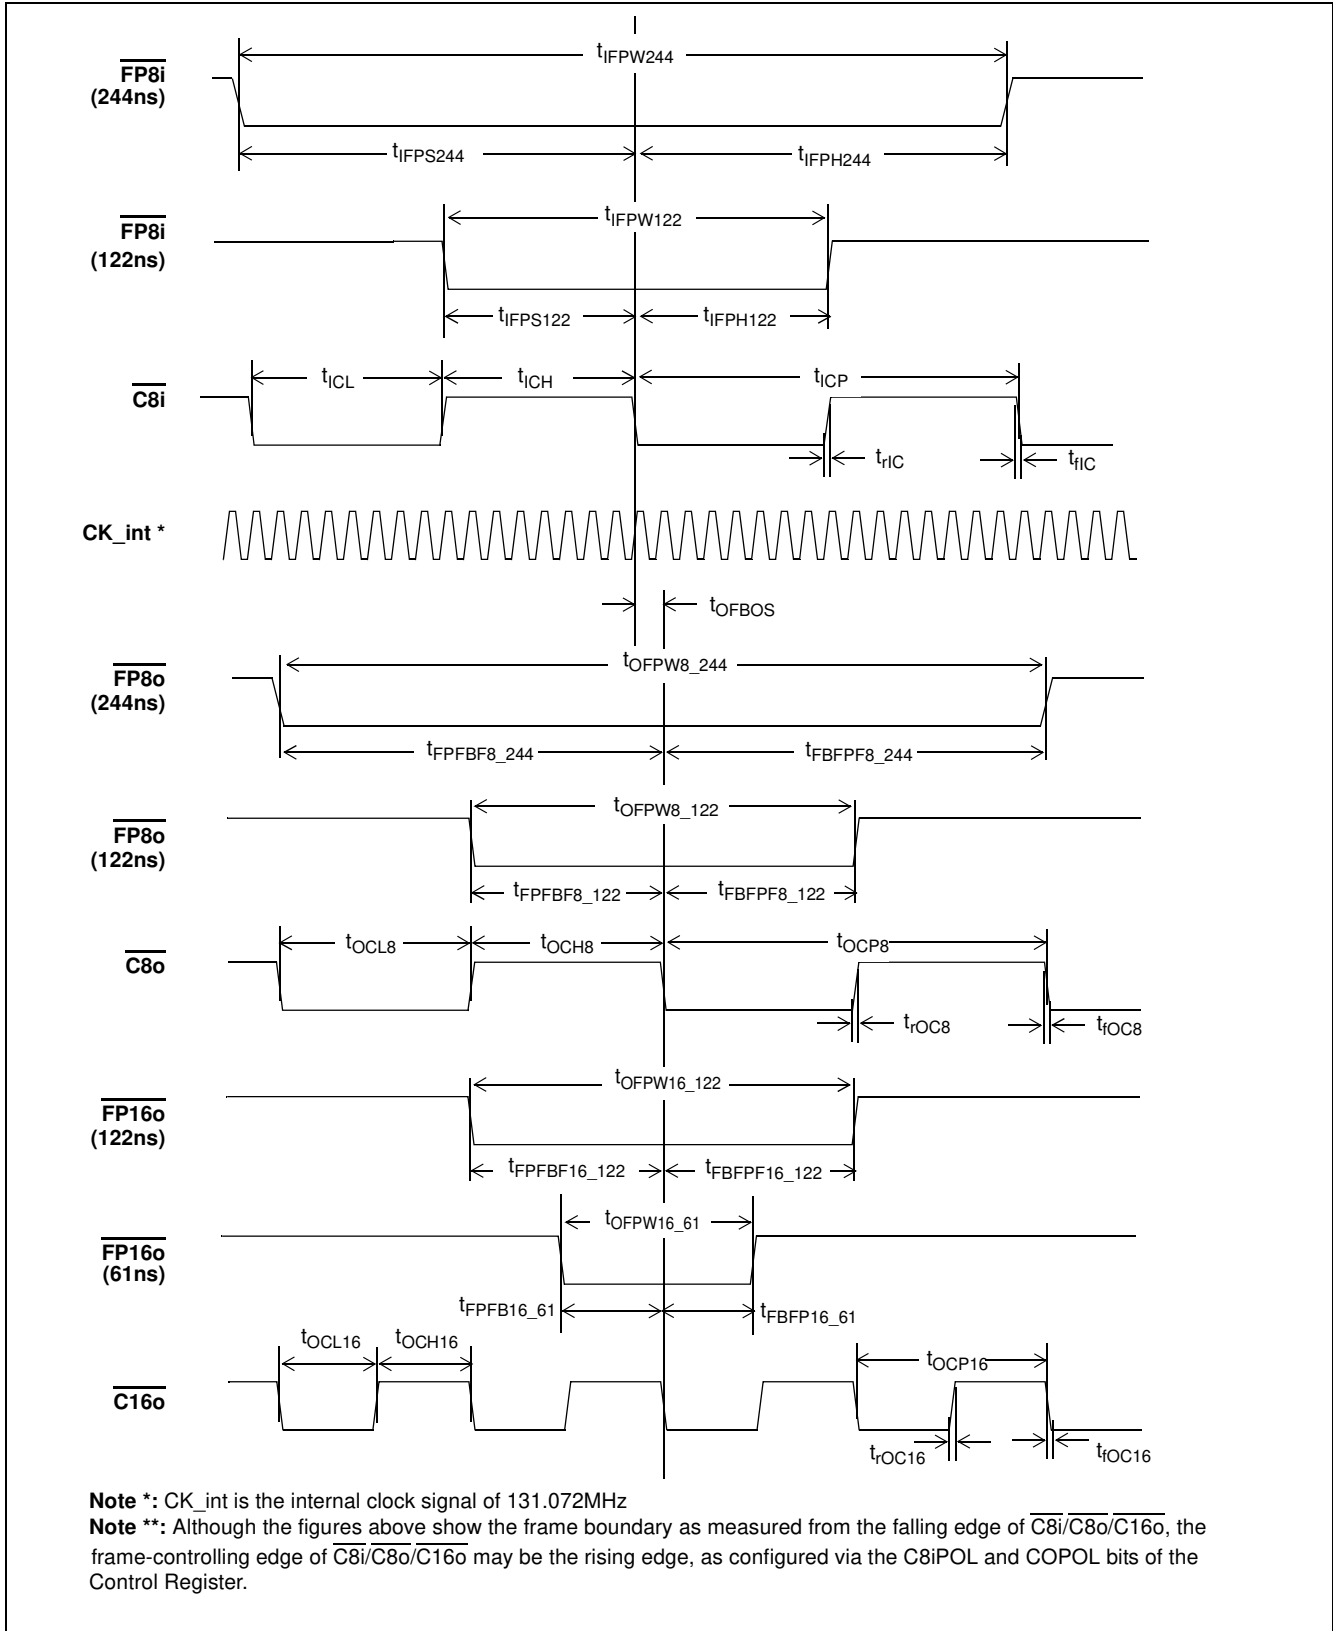 tIFPW244
FP8i
(244ns)
tIFPS244
tIFPH244
FP8i
(122ns)
tIFPW122
tIFPS122
tIFPH122
tICL
tICH
tICP
C8i
trIC
tfIC
CK_int *
tOFBOS
FP8o
(244ns)
tOFPW8_244
tFPFBF8_244
tFBFPF8_244
FP8o
(122ns)
tOFPW8_122
tFPFBF8_122
tFBFPF8_122
tOCL8
tOCH8
tOCP8
C8o
trOC8
tfOC8
tOFPW16_122
FP16o
(122ns)
tFPFBF16_122
tFBFPF16_122
FP16o
(61ns)
tOFPW16_61
tFPFB16_61
tFBFP16_61
tOCL16
tOCH16
tOCP16
C16o
trOC16
tfOC16
Note *: CK_int is the internal clock signal of 131.072MHz
Note **: Although the figures above show the frame boundary as measured from the falling edge of C8i/C8o/C16o, the
frame-controlling edge of C8i/C8o/C16o may be the rising edge, as configured via the C8iPOL and COPOL bits of the
Control Register.